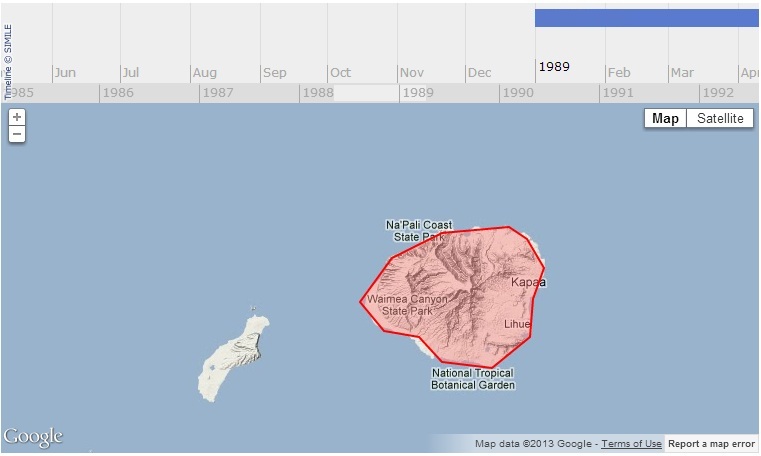 Timeline © SIMILE
Jun Jul Aug Sep Oct Nov Dec 1989 Feb Mar Apr
985 1986 1987 1988 1989 1990 1991 1992
+
−
Map Satellite
Na'Pali Coast
State Park
Kapaa
Waimea Canyon
State Park
Lihue
National Tropical
Botanical Garden
Google
Map data ©2013 Google - Terms of Use Report a map error